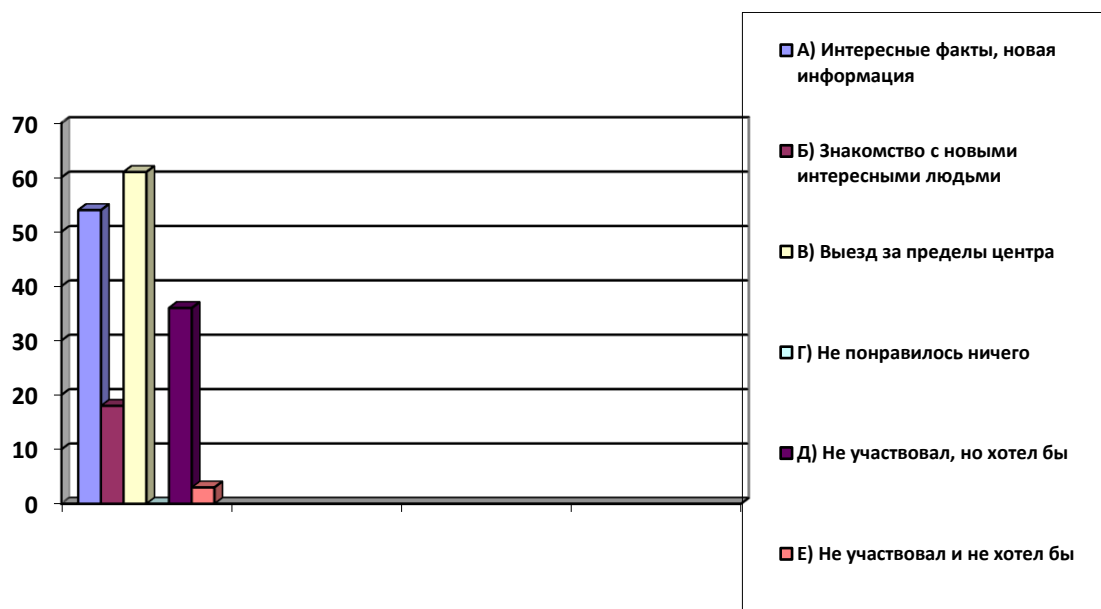 70
60
50
40
30
20
10
0
А) Интересные факты, новая
информация
Б) Знакомство с новыми
интересными людьми
В) Выезд за пределы центра
Г) Не понравилось ничего
Д) Не участвовал, но хотел бы
Е) Не участвовал и не хотел бы